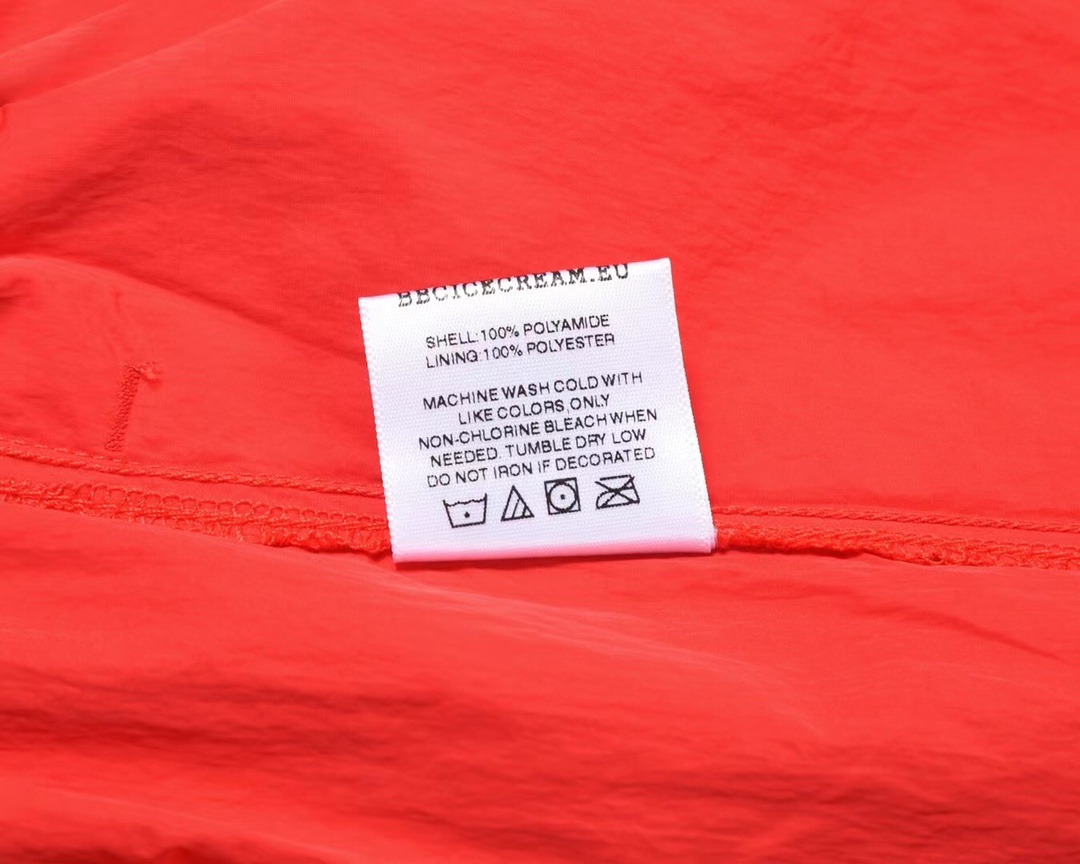 BBCICECREAM.EU
SHELL:100% POLYAMIDE
LINING:100% POLYESTER
MACHINE WASH COLD WITH
LIKE COLORS,ONLY
NON-CHLORINE BLEACH WHEN
NEEDED. TUMBLE DRY LOW
DO NOT IRON IF DECORATED